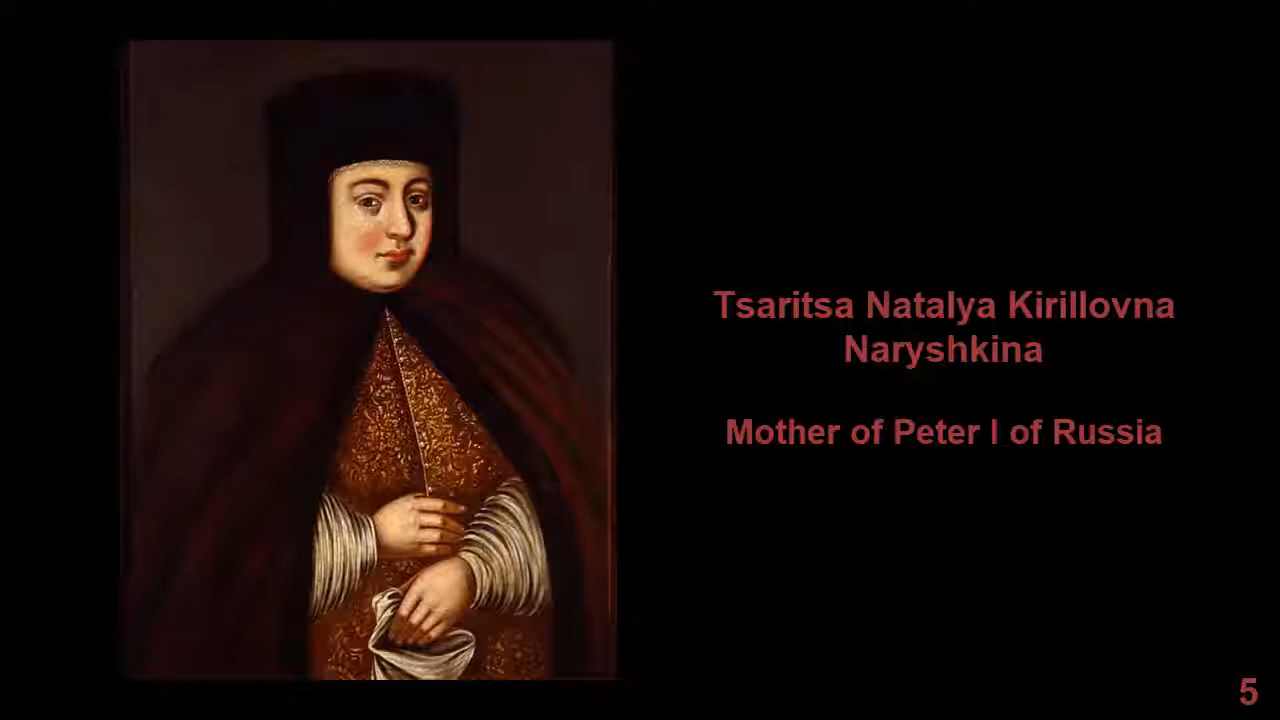 Tsaritsa Natalya Kirillovna
Naryshkina
Mother of Peter I of Russia
5